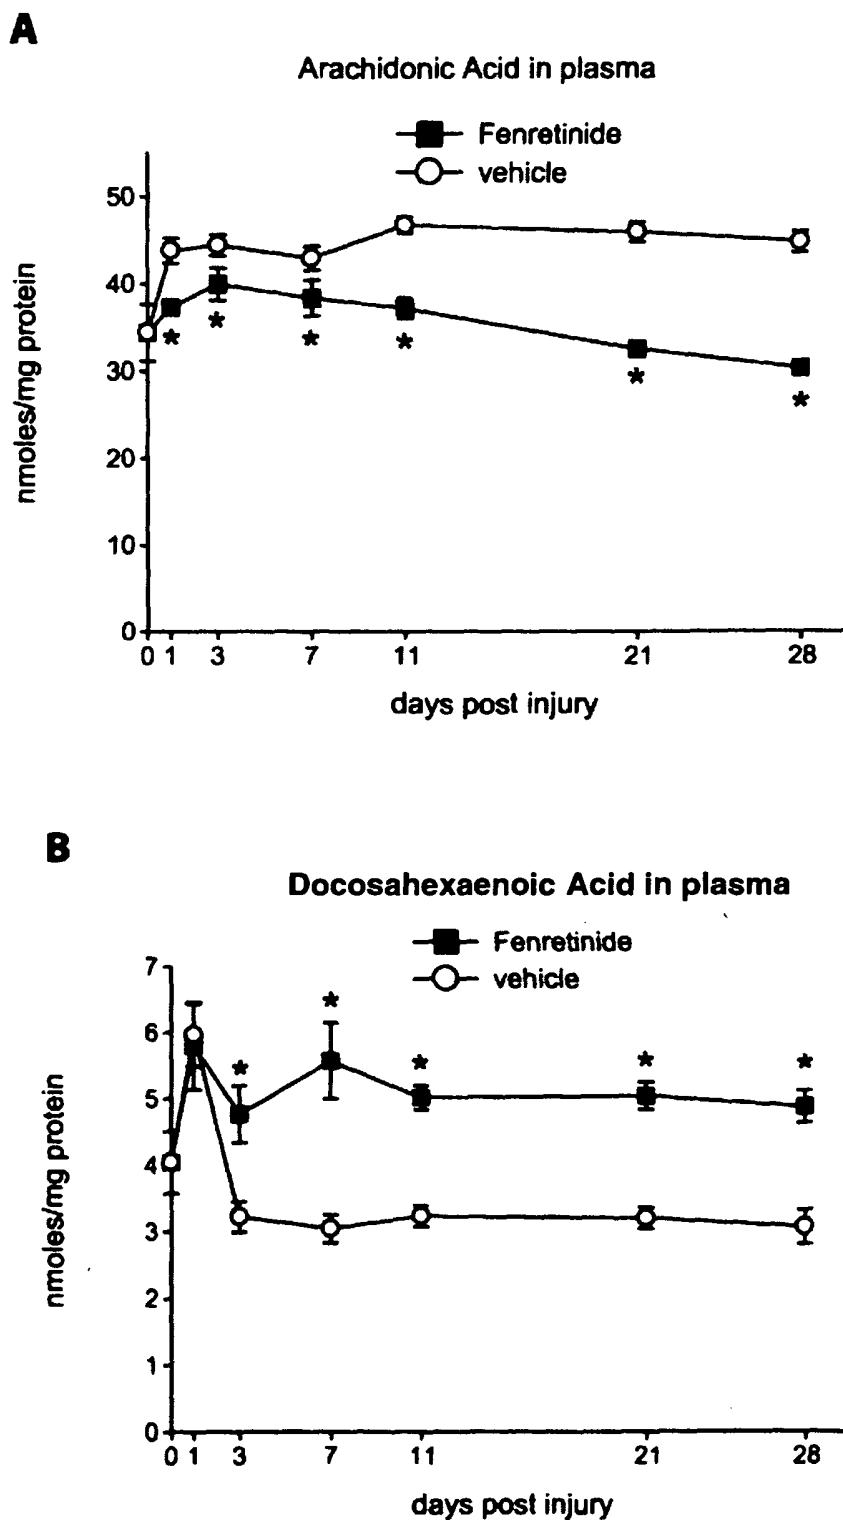 A
Arachidonic Acid in plasma
Fenretinide
vehicle
50
40
30
20
10
0
nmoles/mg protein
* * * * * *
0 1 3 7 11 21 28
days post injury
B
Docosahexaenoic Acid in plasma
Fenretinide
vehicle
7
6
5
4
3
2
1
0
nmoles/mg protein
* * * * *
0 1 3 7 11 21 28
days post injury